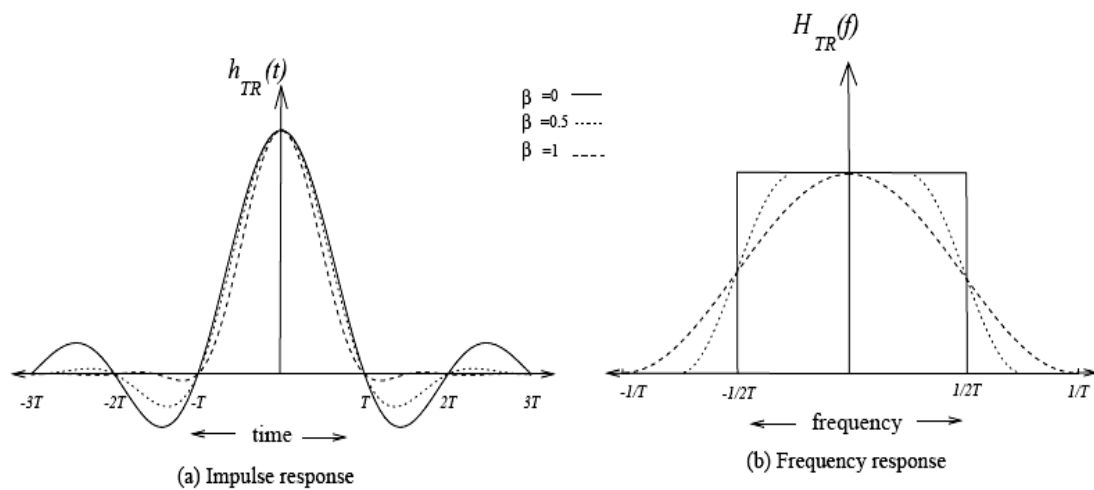 h_TR(t)
β =0
β =0.5
β =1
-3T -2T -T T 2T 3T
time
(a) Impulse response
H_TR(f)
-1/T -1/2T 1/2T 1/T
frequency
(b) Frequency response